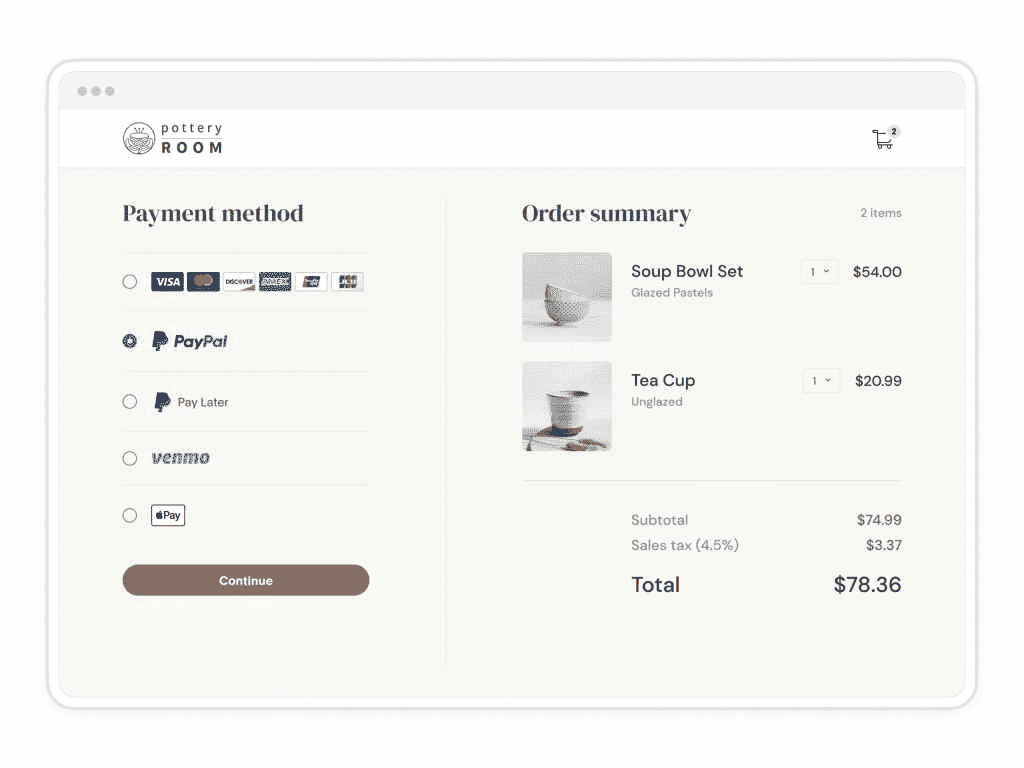 pottery
ROOM
2
Payment method
VISA DISCOVER AMEX
PayPal
Pay Later
venmo
Pay
Continue
Order summary
2 items
Soup Bowl Set
1
$54.00
Glazed Pastels
Tea Cup
1
$20.99
Unglazed
Subtotal
$74.99
Sales tax (4.5%)
$3.37
Total
$78.36